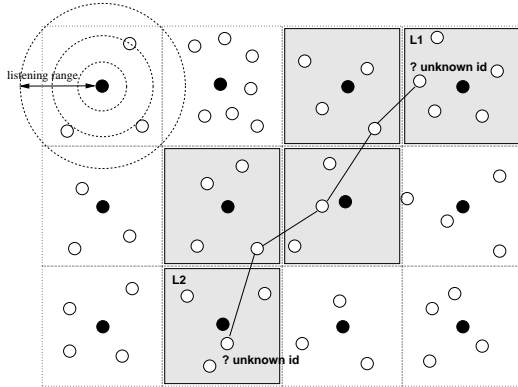 L1
? unknown id
listening range
L2
? unknown id